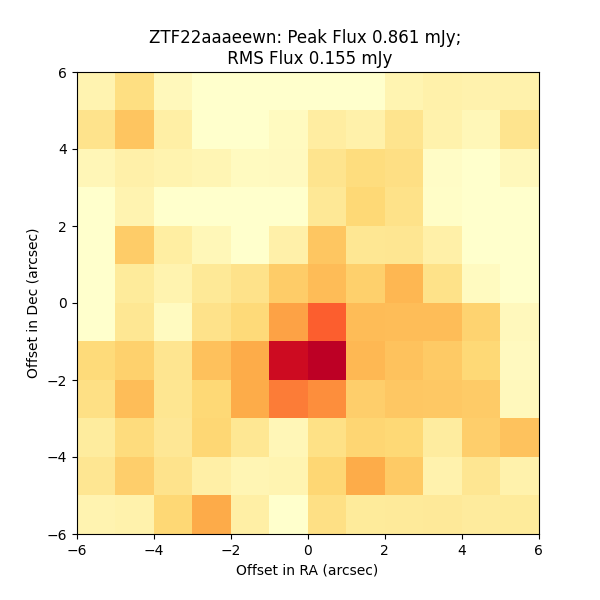 ZTF22aaaeewn: Peak Flux 0.861 mJy;
RMS Flux 0.155 mJy
6
4
2
0
−2
−4
−6
Offset in Dec (arcsec)
−6 −4 −2 0 2 4 6
Offset in RA (arcsec)